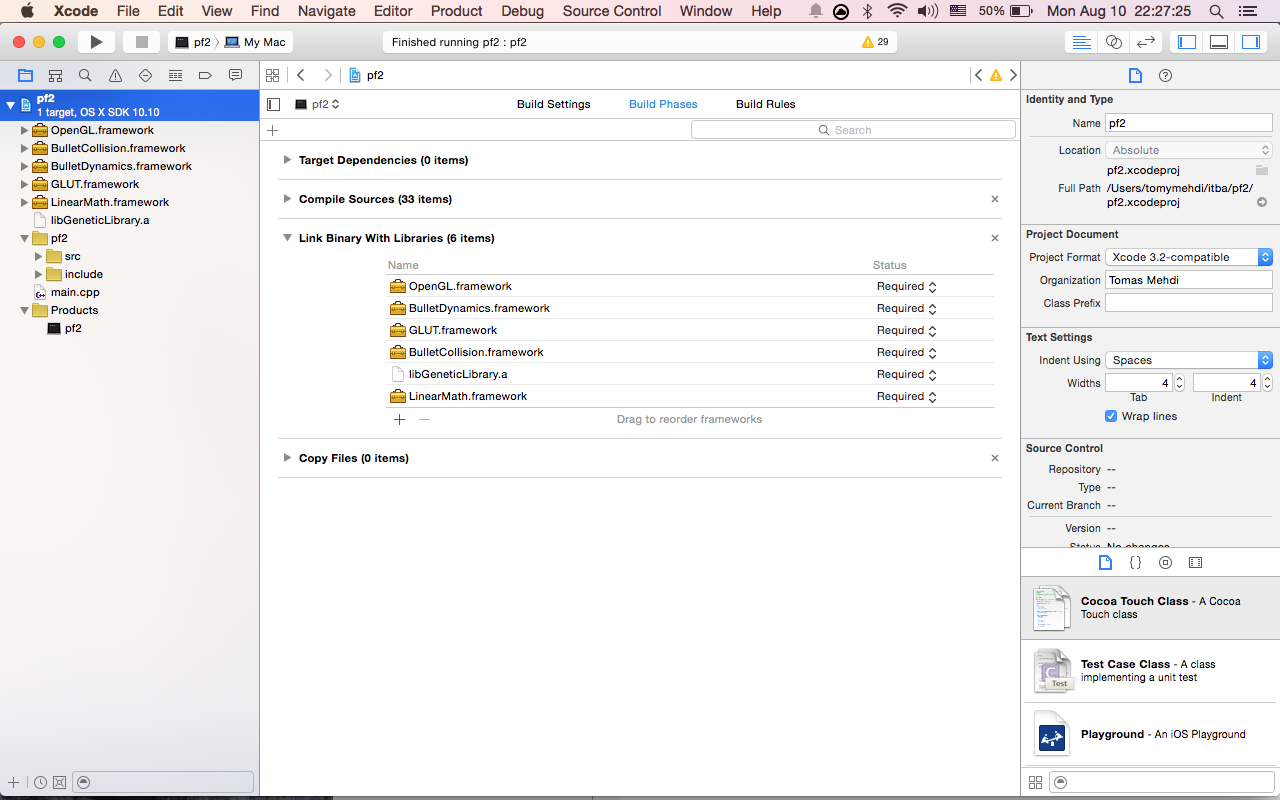 Xcode File Edit View Find Navigate Editor Product Debug Source Control Window Help 50% Mon Aug 10 22:27:25
pf2 My Mac
Finished running pf2 : pf2
29
pf2
1 target, OS X SDK 10.10
OpenGL.framework
BulletCollision.framework
BulletDynamics.framework
GLUT.framework
LinearMath.framework
libGeneticLibrary.a
pf2
src
include
main.cpp
Products
pf2
pf2
pf2
Build Settings Build Phases Build Rules
Search
Target Dependencies (0 items)
Compile Sources (33 items)
Link Binary With Libraries (6 items)
Name Status
OpenGL.framework Required
BulletDynamics.framework Required
GLUT.framework Required
BulletCollision.framework Required
libGeneticLibrary.a Required
LinearMath.framework Required
Drag to reorder frameworks
Copy Files (0 items)
Identity and Type
Name pf2
Location Absolute
pf2.xcodeproj
Full Path /Users/tomymehdi/itba/pf2/
pf2.xcodeproj
Project Document
Project Format Xcode 3.2-compatible
Organization Tomas Mehdi
Class Prefix
Text Settings
Indent Using Spaces
Widths 4 4
Tab Indent
Wrap lines
Source Control
Repository --
Type --
Current Branch --
Version --
Status No changes
{}
Cocoa Touch Class - A Cocoa
Touch class
Test
Test Case Class - A class
implementing a unit test
Playground - An iOS Playground